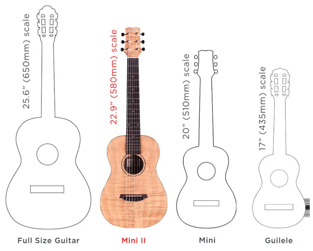 25.6" (650mm) scale
22.9" (580mm) scale
20" (510mm) scale
17" (435mm) scale
Full Size Guitar
Mini II
Mini
Guilele